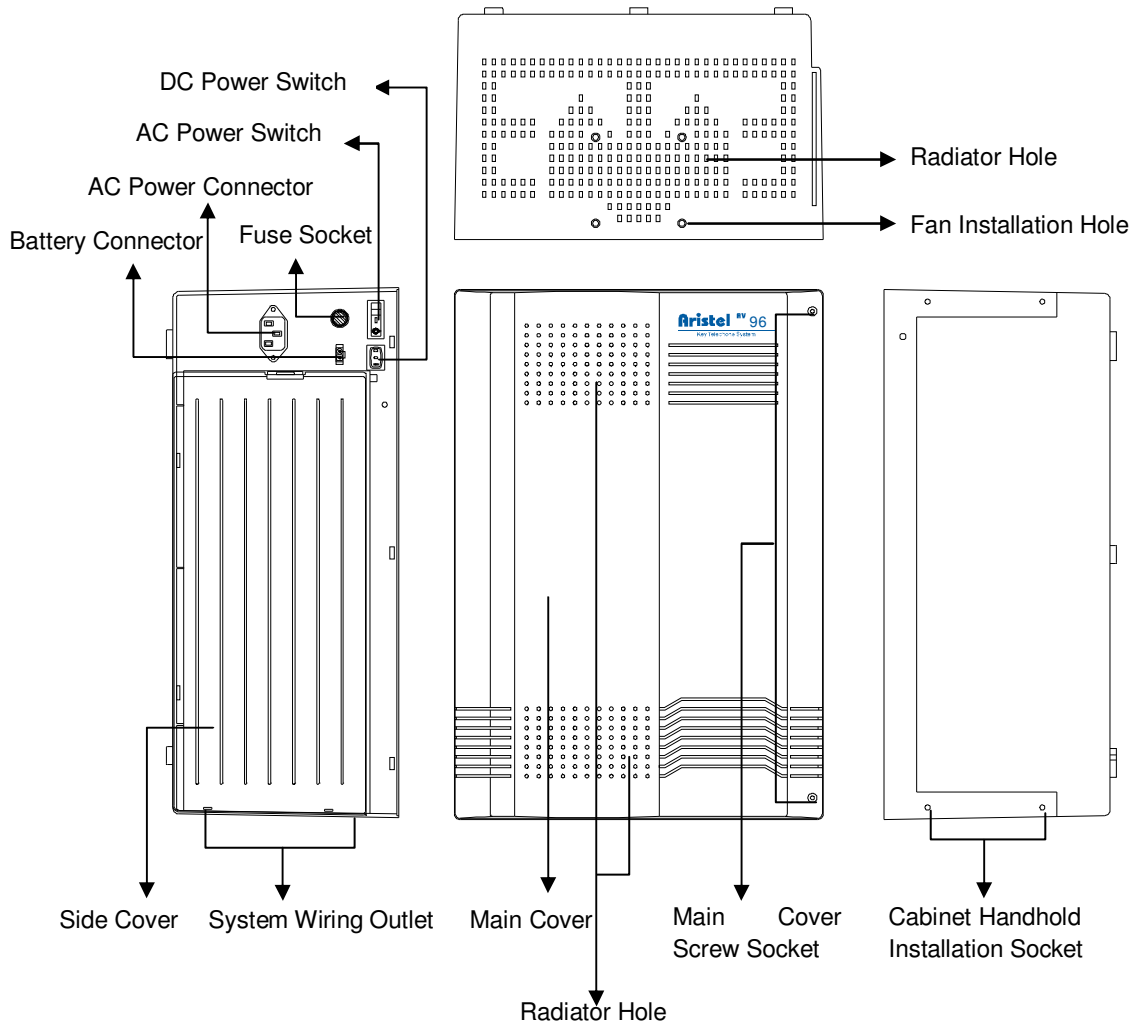 DC Power Switch
AC Power Switch
AC Power Connector
Battery Connector
Fuse Socket
Radiator Hole
Fan Installation Hole
Aristel RV 96
Key Telephone System
Side Cover
System Wiring Outlet
Main Cover
Main Cover
Screw Socket
Cabinet Handhold
Installation Socket
Radiator Hole